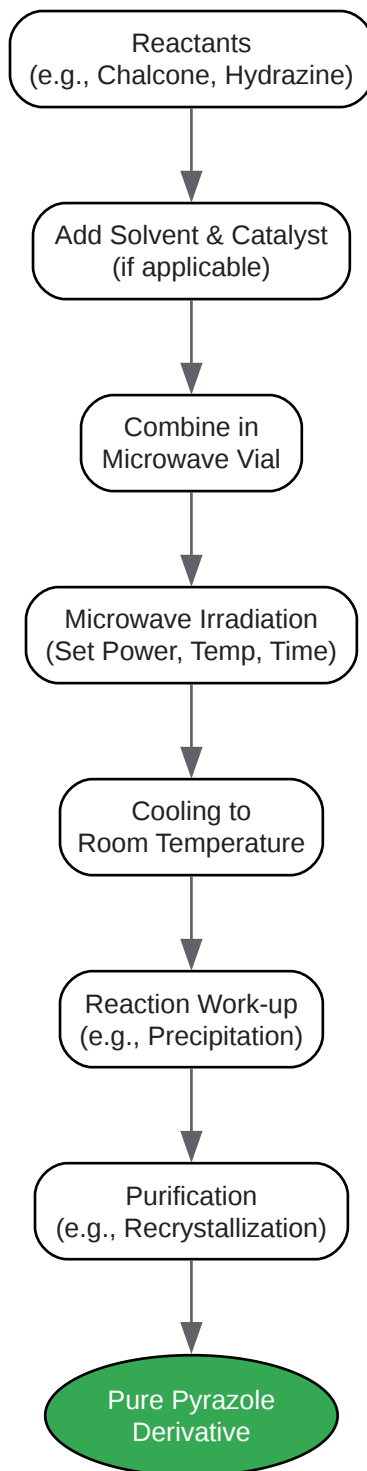 Reactants
(e.g., Chalcone, Hydrazine)
Add Solvent & Catalyst
(if applicable)
Combine in
Microwave Vial
Microwave Irradiation
(Set Power, Temp, Time)
Cooling to
Room Temperature
Reaction Work-up
(e.g., Precipitation)
Purification
(e.g., Recrystallization)
Pure Pyrazole
Derivative